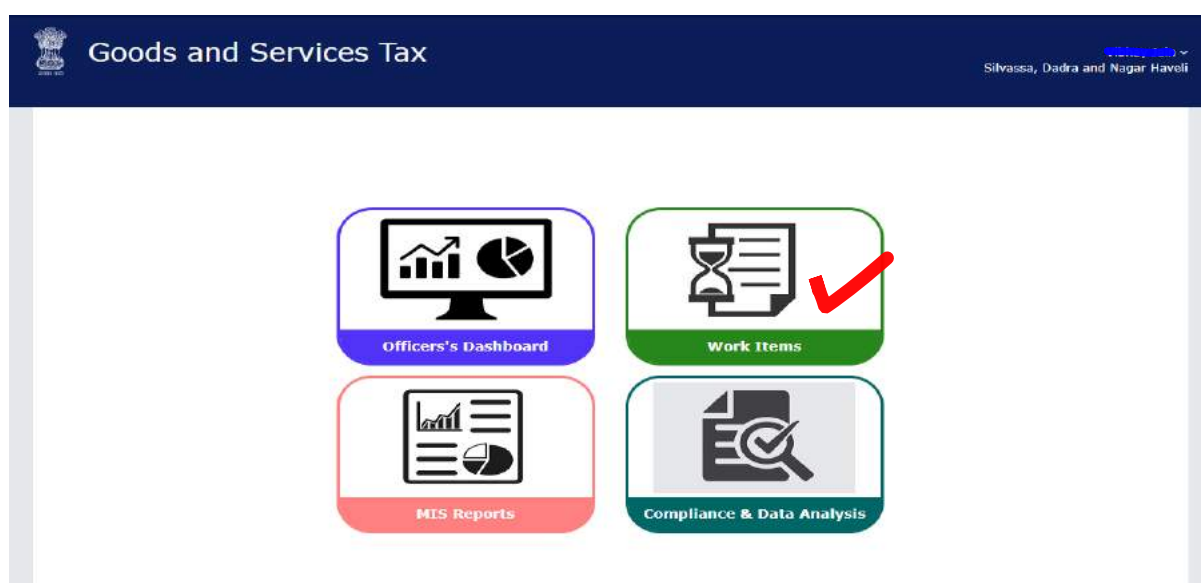 Goods and Services Tax
Silvassa, Dadra and Nagar Haveli
Officers's Dashboard
Work Items
MIS Reports
Compliance & Data Analysis